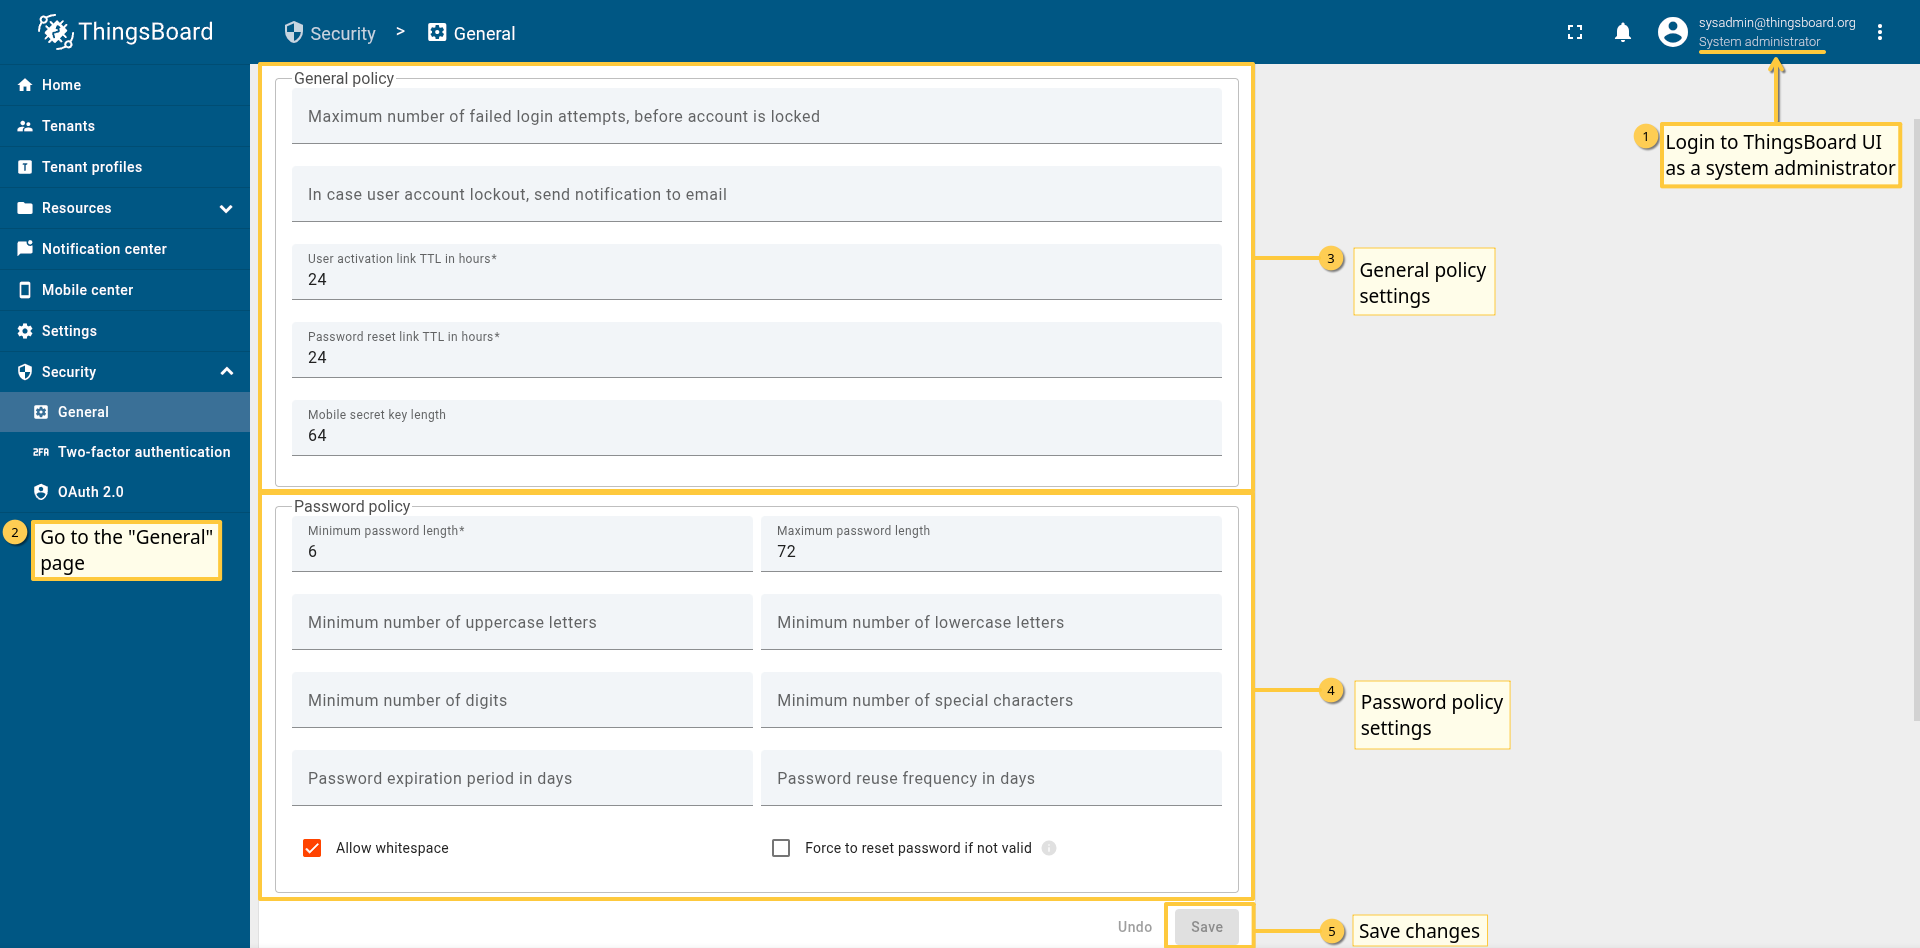 ThingsBoard
Security > General
sysadmin@thingsboard.org
System administrator
Home
Tenants
Tenant profiles
Resources
Notification center
Mobile center
Settings
Security
General
2FA Two-factor authentication
OAuth 2.0
2 Go to the "General"
page
General policy
Maximum number of failed login attempts, before account is locked
In case user account lockout, send notification to email
User activation link TTL in hours*
24
Password reset link TTL in hours*
24
Mobile secret key length
64
Password policy
Minimum password length*
6
Maximum password length
72
Minimum number of uppercase letters
Minimum number of lowercase letters
Minimum number of digits
Minimum number of special characters
Password expiration period in days
Password reuse frequency in days
Allow whitespace
Force to reset password if not valid
Undo
Save
1 Login to ThingsBoard UI
as a system administrator
3 General policy
settings
4 Password policy
settings
5 Save changes